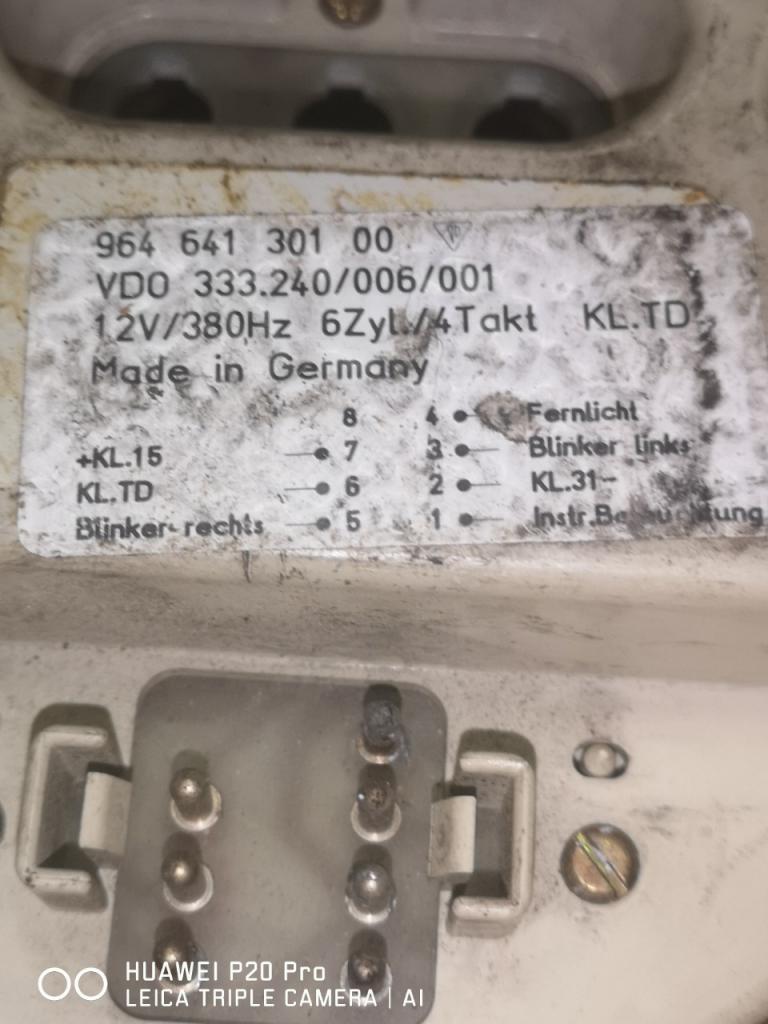 964 641 301 00
VDO 333.240/006/001
12V/380Hz 6Zyl./4Takt KL.TD
Made in Germany
8 4 Fernlicht
+KL.15 7 3 Blinker links
KL.TD 6 2 KL.31-
Blinker rechts 5 1 Instr.Beleuchtung
HUAWEI P20 Pro
LEICA TRIPLE CAMERA | AI